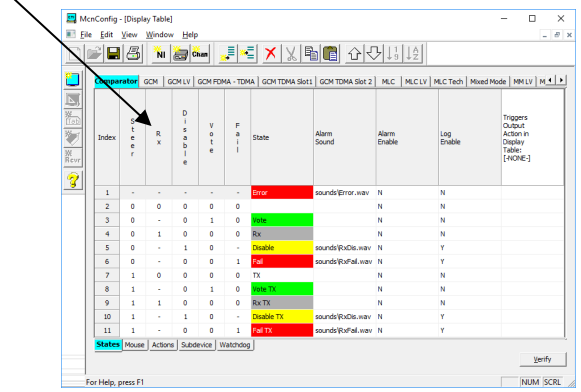 McnConfig - [Display Table]
File Edit View Window Help
NI Chan
Comparator GCM GCM LV GCM FDMA - TDMA GCM TDMA Slot1 GCM TDMA Slot 2 MLC MLC LV MLC Tech Mixed Mode MM LV M
Index Steer Rx Disable Vote Fail State Alarm Sound Alarm Enable Log Enable Triggers Output Action in Display Table: [-NONE-]
1 - - - - - Error sounds\Error.wav N N
2 0 0 0 0 0 N N
3 0 - 0 1 0 Vote N N
4 0 1 0 0 0 Rx N N
5 0 - 1 0 - Disable sounds\RxDis.wav N Y
6 0 - 0 0 1 Fail sounds\RxFail.wav N Y
7 1 0 0 0 0 TX N N
8 1 - 0 1 0 Vote TX N N
9 1 1 0 0 0 Rx TX N N
10 1 - 1 0 - Disable TX sounds\RxDis.wav N Y
11 1 - 0 0 1 Fail TX sounds\RxFail.wav N Y
States Mouse Actions Subdevice Watchdog
Verify
For Help, press F1
NUM SCRL